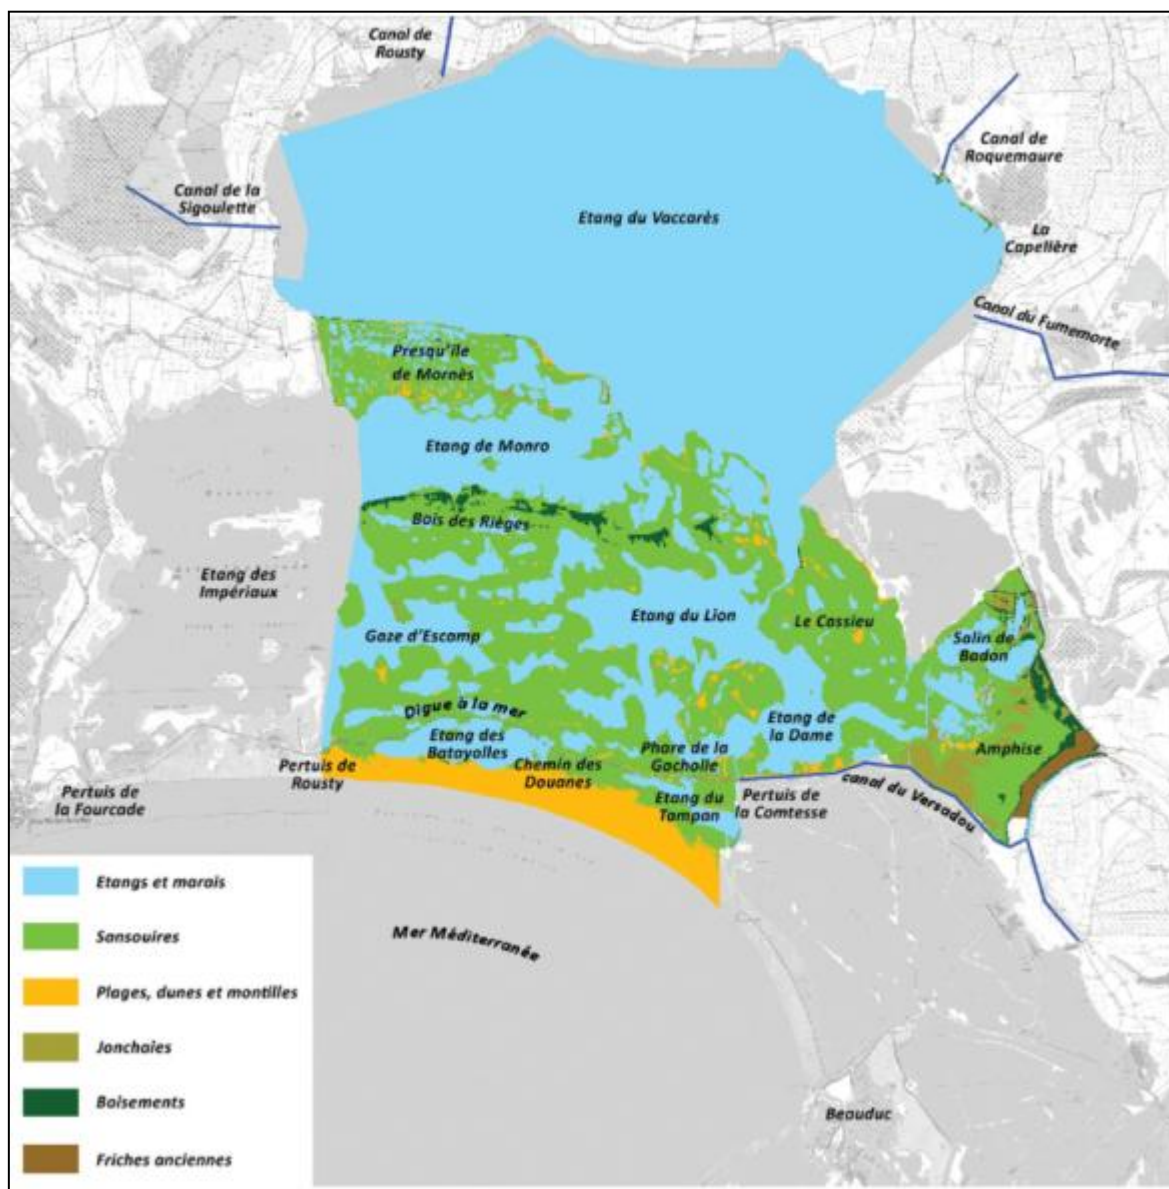 Canal de
Rousty
Canal de
Roquemaure
Canal de la
Sigoulette
Etang du Vaccarès
La
Capelière
Canal du Fumemorte
Presqu'île
de Mornès
Etang de Monro
Bois des Rièges
Etang des
Impériaux
Etang du Lion
Le Cassieu
Gaze d'Escamp
Salin de
Badon
Digue à la mer
Etang des
Batayolles
Etang de
la Dame
Amphise
Phare de la
Gacholle
Chemin des
Douanes
Pertuis de
Rousty
Pertuis de
la Fourcade
Etang du
Tampan
Pertuis de
la Comtesse
canal du Versadou
Etangs et marais
Sansouires
Mer Méditerranée
Plages, dunes et montilles
Jonchaies
Boisements
Beauduc
Friches anciennes